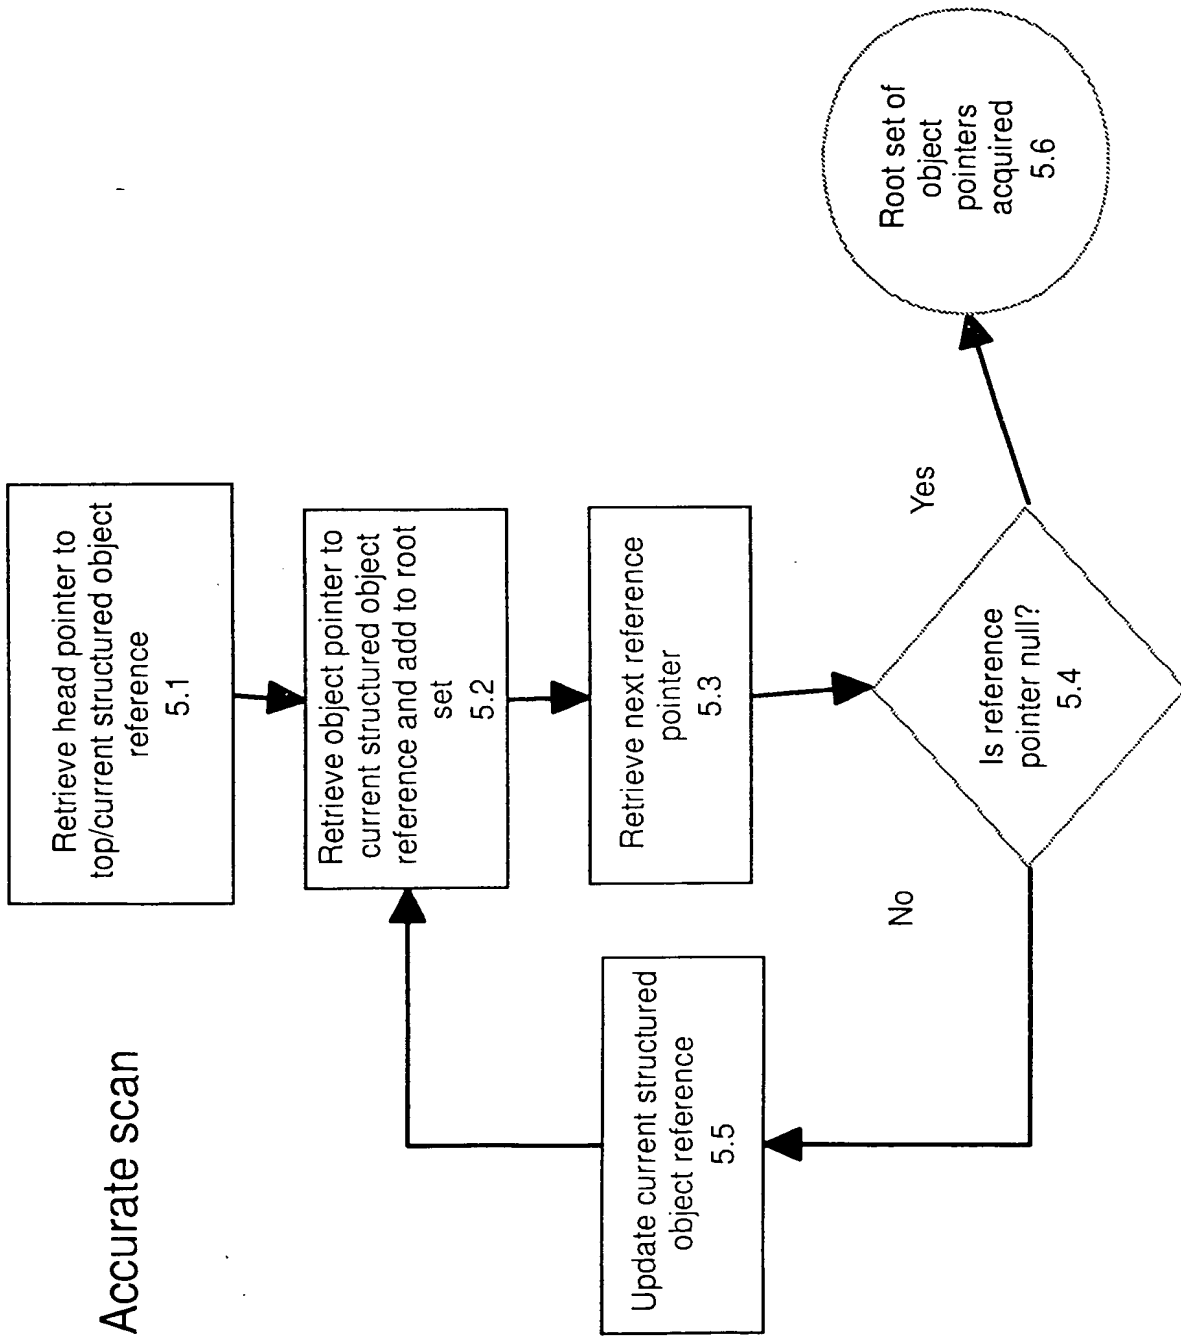 Accurate scan
Retrieve head pointer to
top/current structured object
reference
5.1
Retrieve object pointer to
current structured object
reference and add to root
set
5.2
Retrieve next reference
pointer
5.3
Is reference
pointer null?
5.4
Yes
No
Update current structured
object reference
5.5
Root set of
object
pointers
acquired
5.6